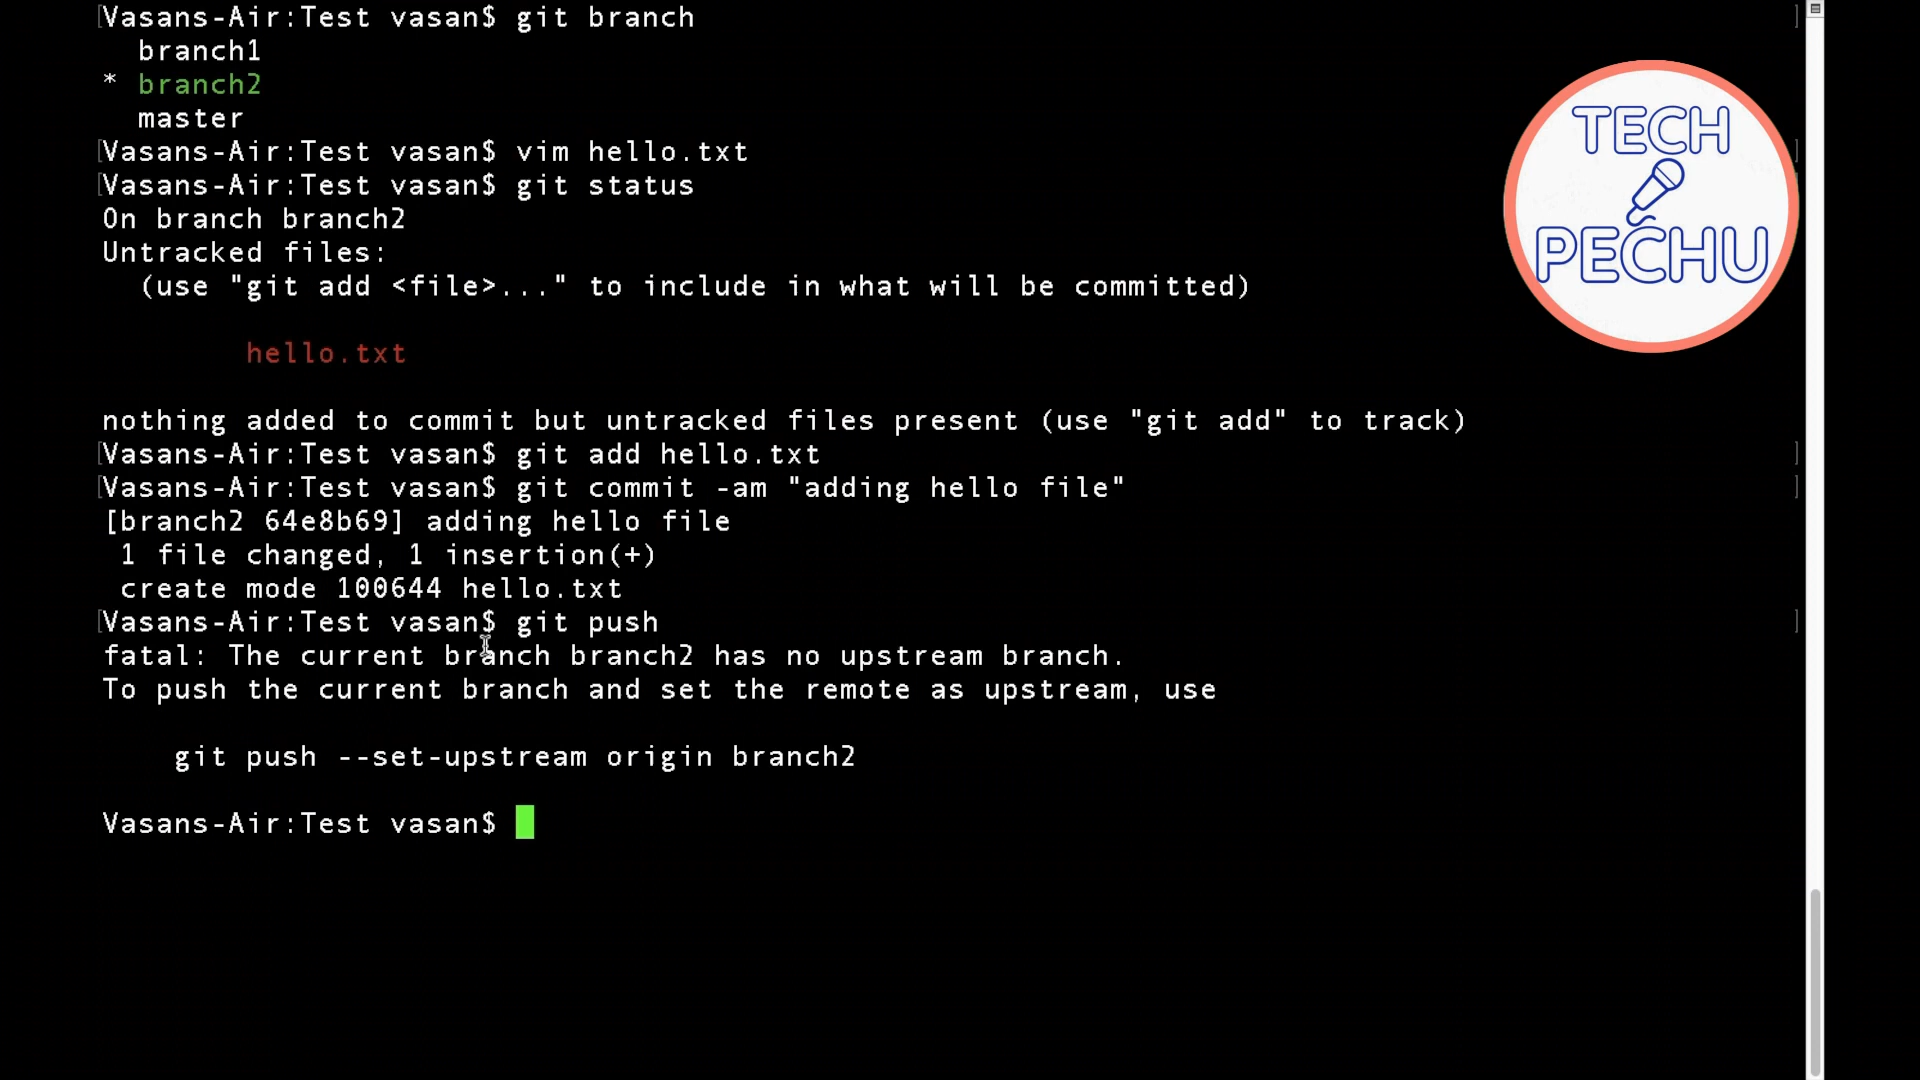 Vasans-Air:Test vasan$ git branch
  branch1
* branch2
  master
Vasans-Air:Test vasan$ vim hello.txt
Vasans-Air:Test vasan$ git status
On branch branch2
Untracked files:
  (use "git add <file>..." to include in what will be committed)

        hello.txt

nothing added to commit but untracked files present (use "git add" to track)
Vasans-Air:Test vasan$ git add hello.txt
Vasans-Air:Test vasan$ git commit -am "adding hello file"
[branch2 64e8b69] adding hello file
 1 file changed, 1 insertion(+)
 create mode 100644 hello.txt
Vasans-Air:Test vasan$ git push
fatal: The current branch branch2 has no upstream branch.
To push the current branch and set the remote as upstream, use

    git push --set-upstream origin branch2

Vasans-Air:Test vasan$
TECH
PECHU